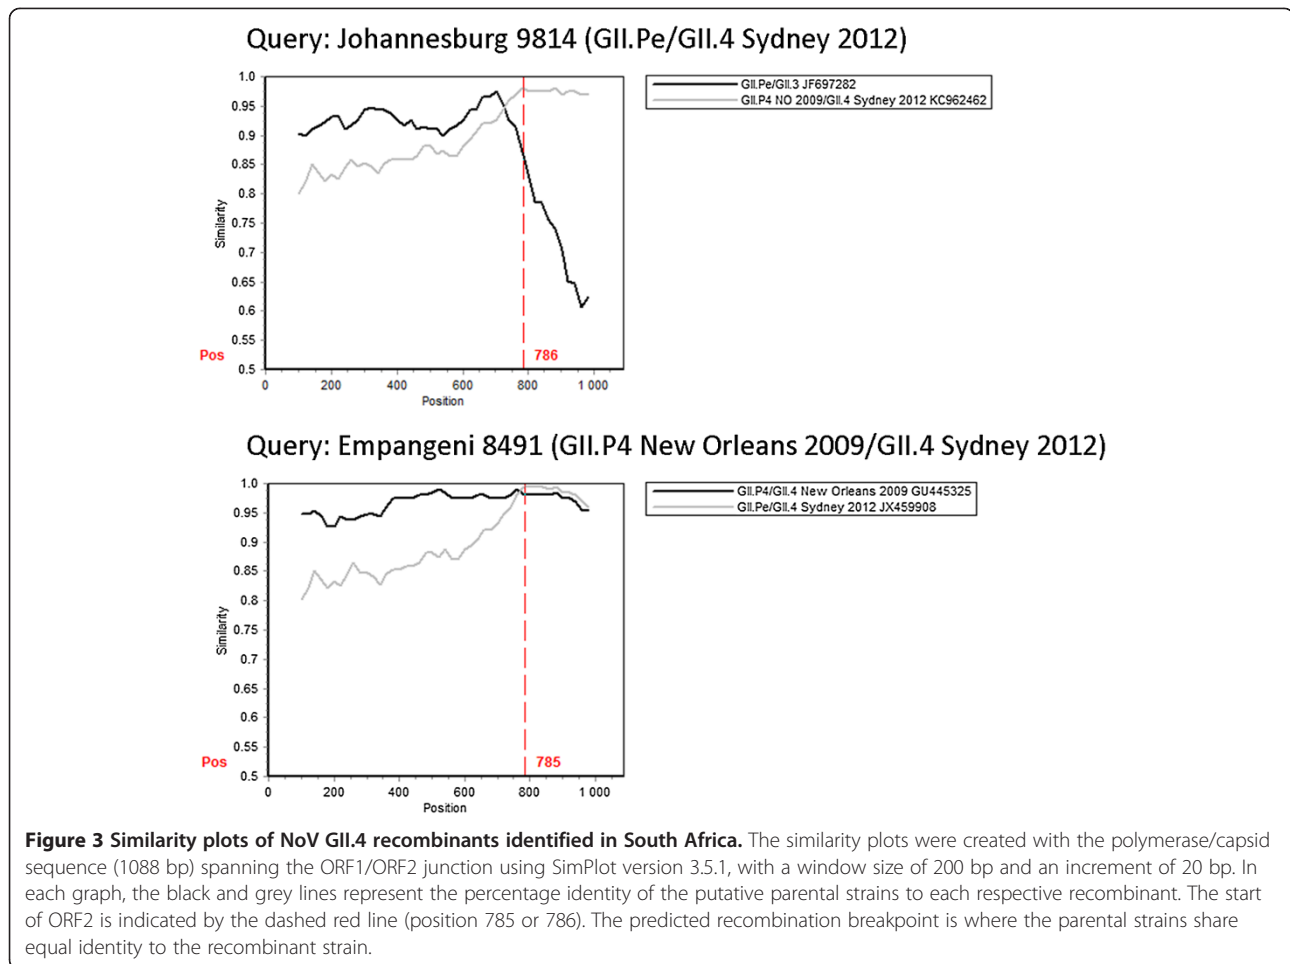 Query: Johannesburg 9814 (GII.Pe/GII.4 Sydney 2012)
GII.Pe/GII.3 JF697282
GII.P4 NO 2009/GII.4 Sydney 2012 KC962462
1.0
0.95
0.9
0.85
0.8
0.75
0.7
0.65
0.6
0.55
0.5
Similarity
Pos
786
0 200 400 600 800 1 000
Position
Query: Empangeni 8491 (GII.P4 New Orleans 2009/GII.4 Sydney 2012)
GII.P4/GII.4 New Orleans 2009 GU445325
GII.Pe/GII.4 Sydney 2012 JX459908
1.0
0.95
0.9
0.85
0.8
0.75
0.7
0.65
0.6
0.55
0.5
Similarity
Pos
785
0 200 400 600 800 1 000
Position
Figure 3 Similarity plots of NoV GII.4 recombinants identified in South Africa. The similarity plots were created with the polymerase/capsid
sequence (1088 bp) spanning the ORF1/ORF2 junction using SimPlot version 3.5.1, with a window size of 200 bp and an increment of 20 bp. In
each graph, the black and grey lines represent the percentage identity of the putative parental strains to each respective recombinant. The start
of ORF2 is indicated by the dashed red line (position 785 or 786). The predicted recombination breakpoint is where the parental strains share
equal identity to the recombinant strain.